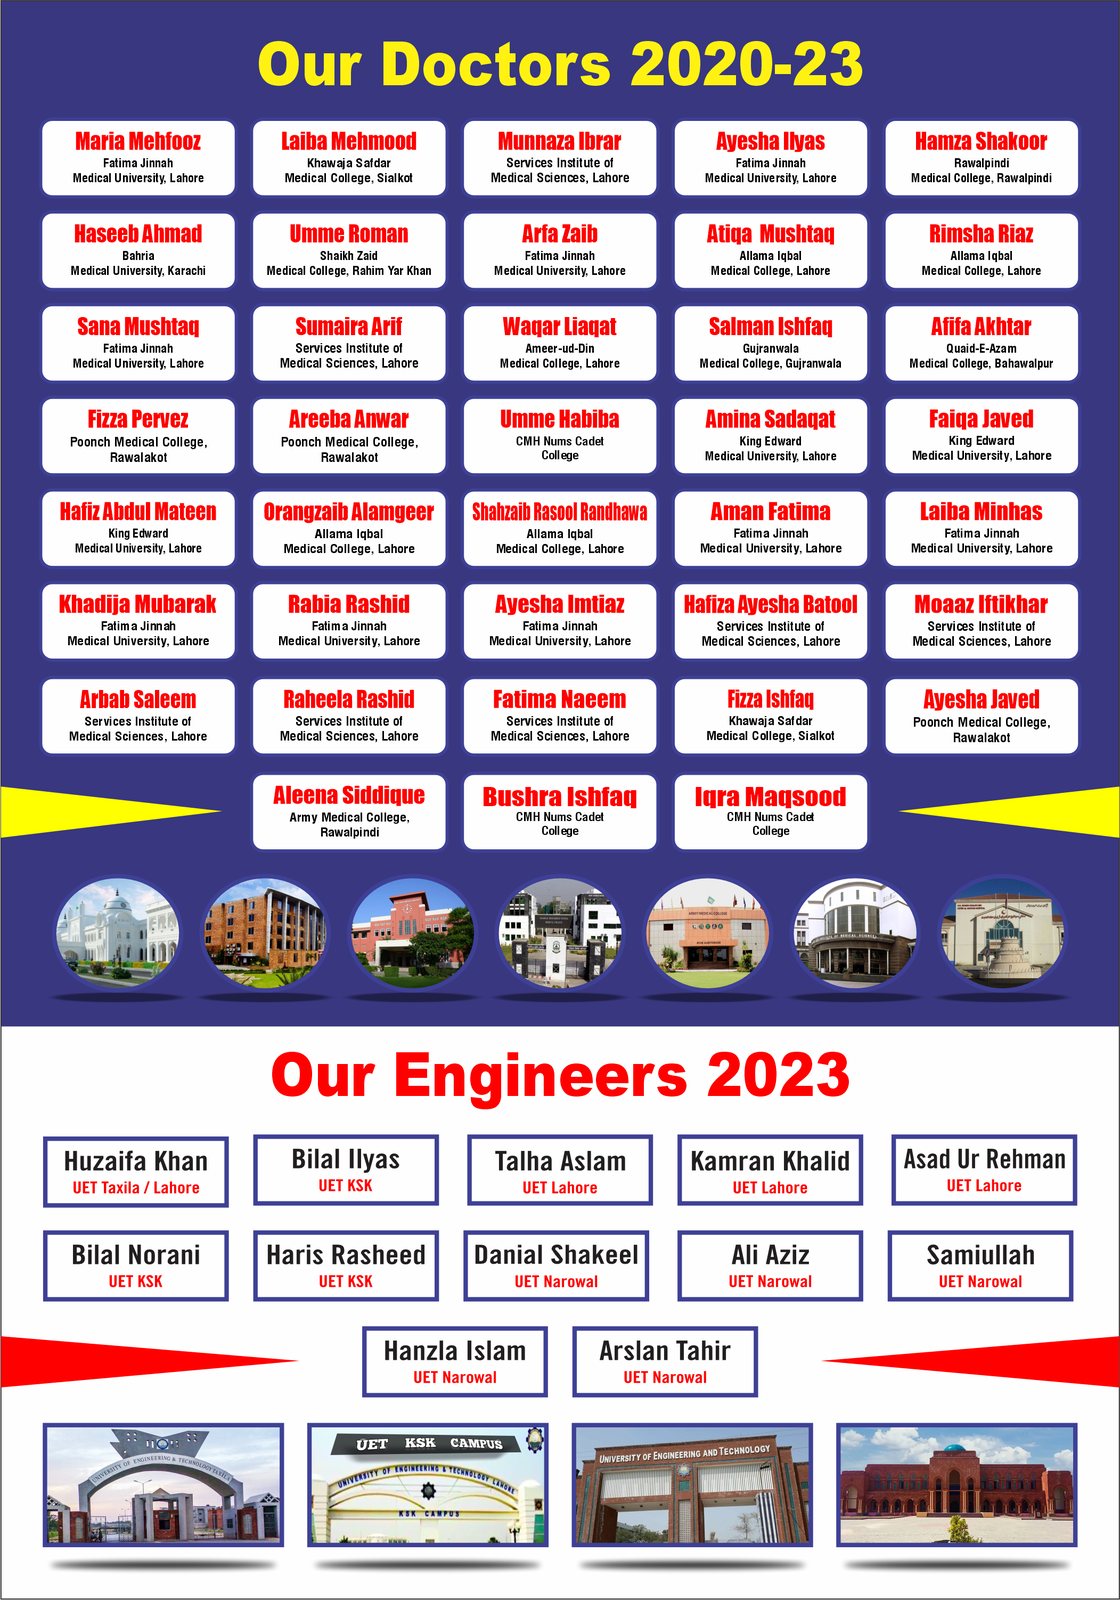 Our Doctors 2020-23
Maria Mehfooz
Fatima Jinnah
Medical University, Lahore
Laiba Mehmood
Khawaja Safdar
Medical College, Sialkot
Munnaza Ibrar
Services Institute of
Medical Sciences, Lahore
Ayesha Ilyas
Fatima Jinnah
Medical University, Lahore
Hamza Shakoor
Rawalpindi
Medical College, Rawalpindi
Haseeb Ahmad
Bahria
Medical University, Karachi
Umme Roman
Shaikh Zaid
Medical College, Rahim Yar Khan
Arfa Zaib
Fatima Jinnah
Medical University, Lahore
Atiqa Mushtaq
Allama Iqbal
Medical College, Lahore
Rimsha Riaz
Allama Iqbal
Medical College, Lahore
Sana Mushtaq
Fatima Jinnah
Medical University, Lahore
Sumaira Arif
Services Institute of
Medical Sciences, Lahore
Waqar Liaqat
Ameer-ud-Din
Medical College, Lahore
Salman Ishfaq
Gujranwala
Medical College, Gujranwala
Afifa Akhtar
Quaid-E-Azam
Medical College, Bahawalpur
Fizza Pervez
Poonch Medical College,
Rawalakot
Areeba Anwar
Poonch Medical College,
Rawalakot
Umme Habiba
CMH Nums Cadet
College
Amina Sadaqat
King Edward
Medical University, Lahore
Faiqa Javed
King Edward
Medical University, Lahore
Hafiz Abdul Mateen
King Edward
Medical University, Lahore
Orangzaib Alamgeer
Allama Iqbal
Medical College, Lahore
Shahzaib Rasool Randhawa
Allama Iqbal
Medical College, Lahore
Aman Fatima
Fatima Jinnah
Medical University, Lahore
Laiba Minhas
Fatima Jinnah
Medical University, Lahore
Khadija Mubarak
Fatima Jinnah
Medical University, Lahore
Rabia Rashid
Fatima Jinnah
Medical University, Lahore
Ayesha Imtiaz
Fatima Jinnah
Medical University, Lahore
Hafiza Ayesha Batool
Services Institute of
Medical Sciences, Lahore
Moaaz Iftikhar
Services Institute of
Medical Sciences, Lahore
Arbab Saleem
Services Institute of
Medical Sciences, Lahore
Raheela Rashid
Services Institute of
Medical Sciences, Lahore
Fatima Naeem
Services Institute of
Medical Sciences, Lahore
Fizza Ishfaq
Khawaja Safdar
Medical College, Sialkot
Ayesha Javed
Poonch Medical College,
Rawalakot
Aleena Siddique
Army Medical College,
Rawalpindi
Bushra Ishfaq
CMH Nums Cadet
College
Iqra Maqsood
CMH Nums Cadet
College
ARMY MEDICAL COLLEGE
Our Engineers 2023
Huzaifa Khan
UET Taxila / Lahore
Bilal Ilyas
UET KSK
Talha Aslam
UET Lahore
Kamran Khalid
UET Lahore
Asad Ur Rehman
UET Lahore
Bilal Norani
UET KSK
Haris Rasheed
UET KSK
Danial Shakeel
UET Narowal
Ali Aziz
UET Narowal
Samiullah
UET Narowal
Hanzla Islam
UET Narowal
Arslan Tahir
UET Narowal
UNIVERSITY OF ENGINEERING & TECHNOLOGY
UET KSK CAMPUS
UNIVERSITY OF ENGINEERING & TECHNOLOGY LAHORE
KSK CAMPUS
UNIVERSITY OF ENGINEERING AND TECHNOLOGY